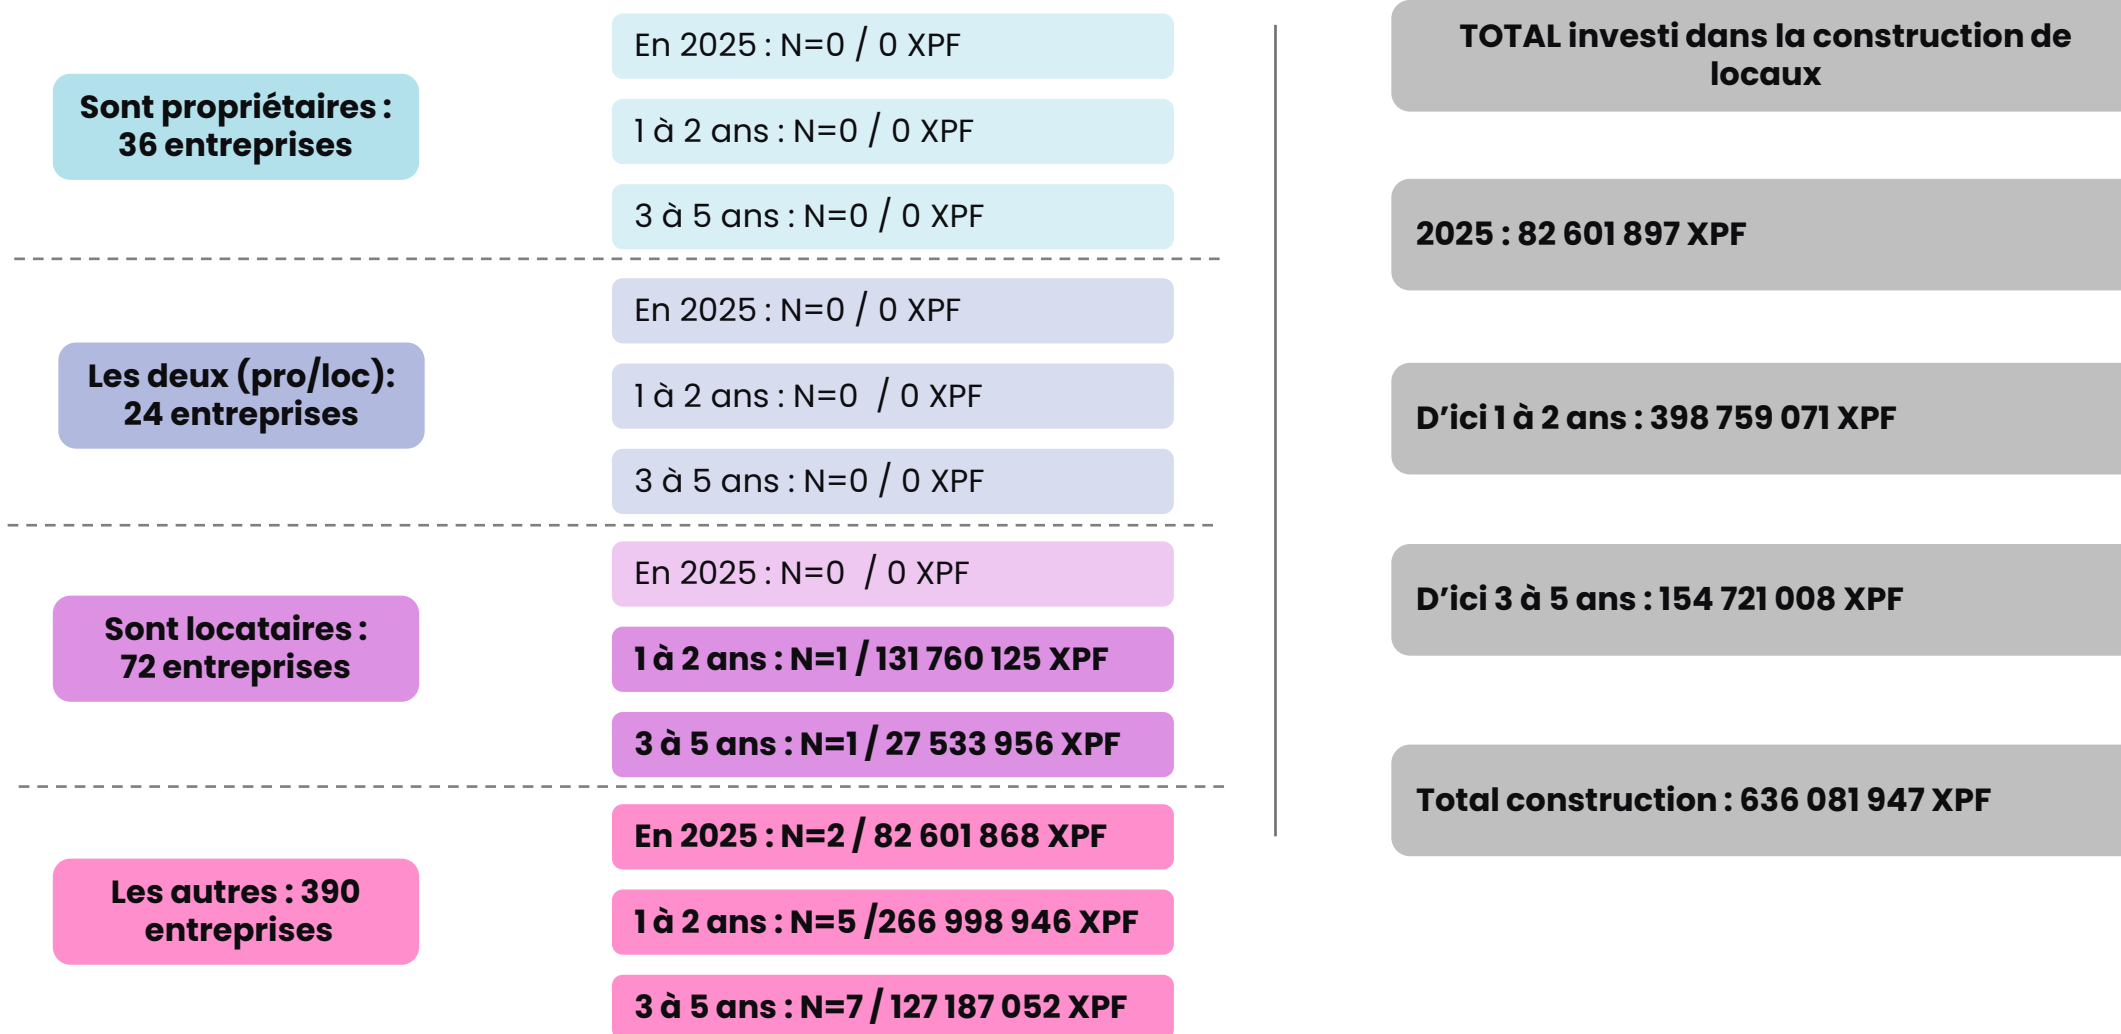 Sont propriétaires :
36 entreprises
En 2025 : N=0 / 0 XPF
1 à 2 ans : N=0 / 0 XPF
3 à 5 ans : N=0 / 0 XPF
Les deux (pro/loc):
24 entreprises
En 2025 : N=0 / 0 XPF
1 à 2 ans : N=0 / 0 XPF
3 à 5 ans : N=0 / 0 XPF
Sont locataires :
72 entreprises
En 2025 : N=0 / 0 XPF
1 à 2 ans : N=1 / 131 760 125 XPF
3 à 5 ans : N=1 / 27 533 956 XPF
Les autres : 390
entreprises
En 2025 : N=2 / 82 601 868 XPF
1 à 2 ans : N=5 /266 998 946 XPF
3 à 5 ans : N=7 / 127 187 052 XPF
TOTAL investi dans la construction de
locaux
2025 : 82 601 897 XPF
D’ici 1 à 2 ans : 398 759 071 XPF
D’ici 3 à 5 ans : 154 721 008 XPF
Total construction : 636 081 947 XPF